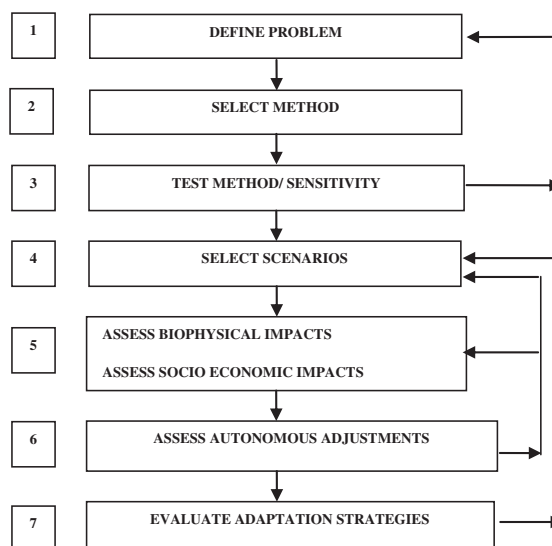 1
DEFINE PROBLEM
2
SELECT METHOD
3
TEST METHOD/ SENSITIVITY
4
SELECT SCENARIOS
5
ASSESS BIOPHYSICAL IMPACTS
ASSESS SOCIO ECONOMIC IMPACTS
6
ASSESS AUTONOMOUS ADJUSTMENTS
7
EVALUATE ADAPTATION STRATEGIES